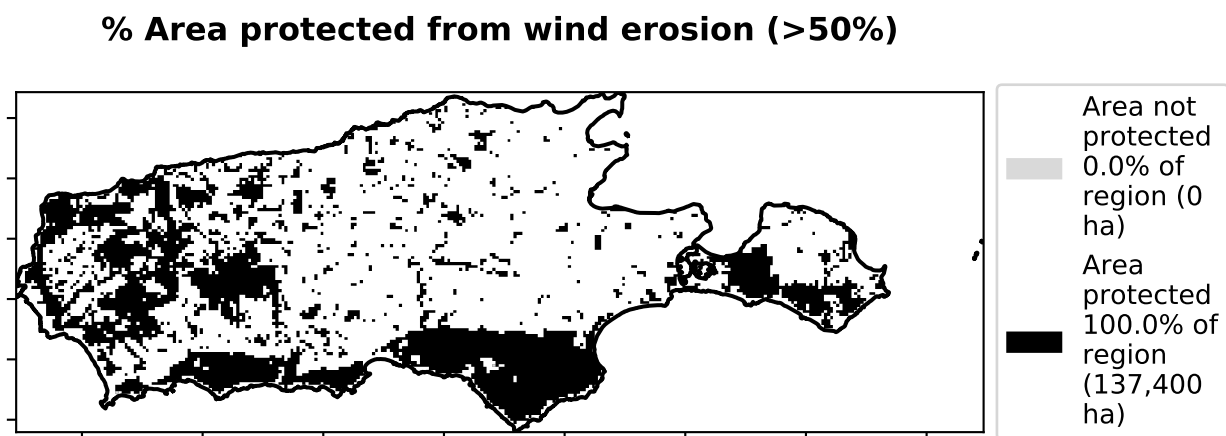 % Area protected from wind erosion (>50%)
Area not
protected
0.0% of
region (0
ha)
Area
protected
100.0% of
region
(137,400
ha)